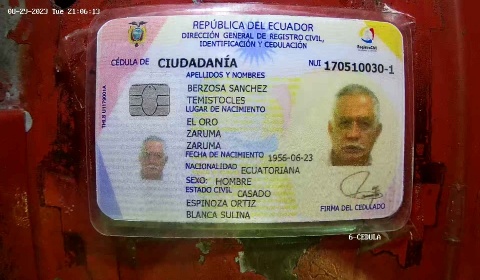 08-29-2023 Tue 21:06:13
REPÚBLICA DEL ECUADOR
DIRECCIÓN GENERAL DE REGISTRO CIVIL,
IDENTIFICACIÓN Y CEDULACIÓN
CÉDULA DE CIUDADANÍA NUI 170510030-1
APELLIDOS Y NOMBRES
BERZOSA SANCHEZ
TEMISTOCLES
LUGAR DE NACIMIENTO
EL ORO
ZARUMA
ZARUMA
FECHA DE NACIMIENTO 1956-06-23
NACIONALIDAD ECUATORIANA
SEXO: HOMBRE
ESTADO CIVIL CASADO
ESPINOZA ORTIZ
BLANCA SULINA
FIRMA DEL CEDULADO
6-CEDULA